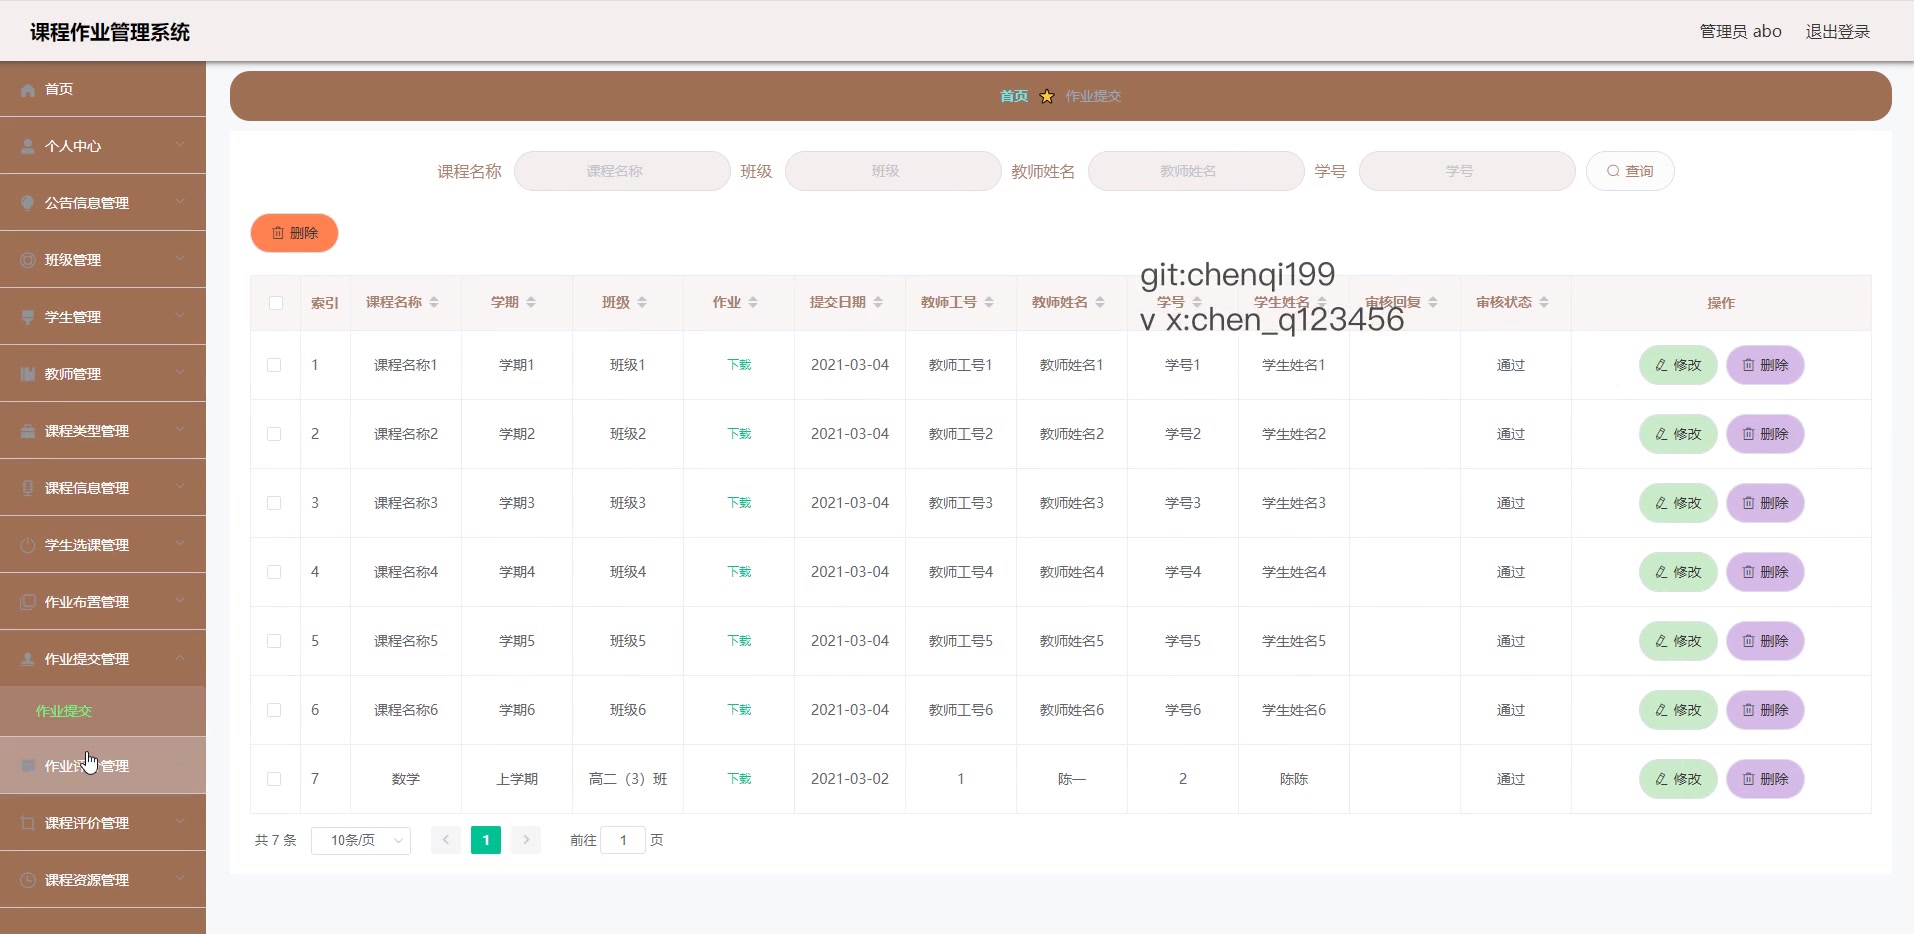 课程作业管理系统
管理员 abo 退出登录
首页
个人中心
公告信息管理
班级管理
学生管理
教师管理
课程类型管理
课程信息管理
学生选课管理
作业布置管理
作业提交管理
作业提交
管理
课程评价管理
课程资源管理
首页 作业提交
课程名称 课程名称 班级 班级 教师姓名 教师姓名 学号 学号 查询
删除
git:chenqi199
v x:chen_q123456
索引 课程名称 学期 班级 作业 提交日期 教师工号 教师姓名 学号 学生姓名 审核回复 审核状态 操作
1 课程名称1 学期1 班级1 下载 2021-03-04 教师工号1 教师姓名1 学号1 学生姓名1 通过 修改 删除
2 课程名称2 学期2 班级2 下载 2021-03-04 教师工号2 教师姓名2 学号2 学生姓名2 通过 修改 删除
3 课程名称3 学期3 班级3 下载 2021-03-04 教师工号3 教师姓名3 学号3 学生姓名3 通过 修改 删除
4 课程名称4 学期4 班级4 下载 2021-03-04 教师工号4 教师姓名4 学号4 学生姓名4 通过 修改 删除
5 课程名称5 学期5 班级5 下载 2021-03-04 教师工号5 教师姓名5 学号5 学生姓名5 通过 修改 删除
6 课程名称6 学期6 班级6 下载 2021-03-04 教师工号6 教师姓名6 学号6 学生姓名6 通过 修改 删除
7 数学 上学期 高二（3）班 下载 2021-03-02 1 陈一 2 陈陈 通过 修改 删除
共 7 条 10条/页 1 前往 1 页